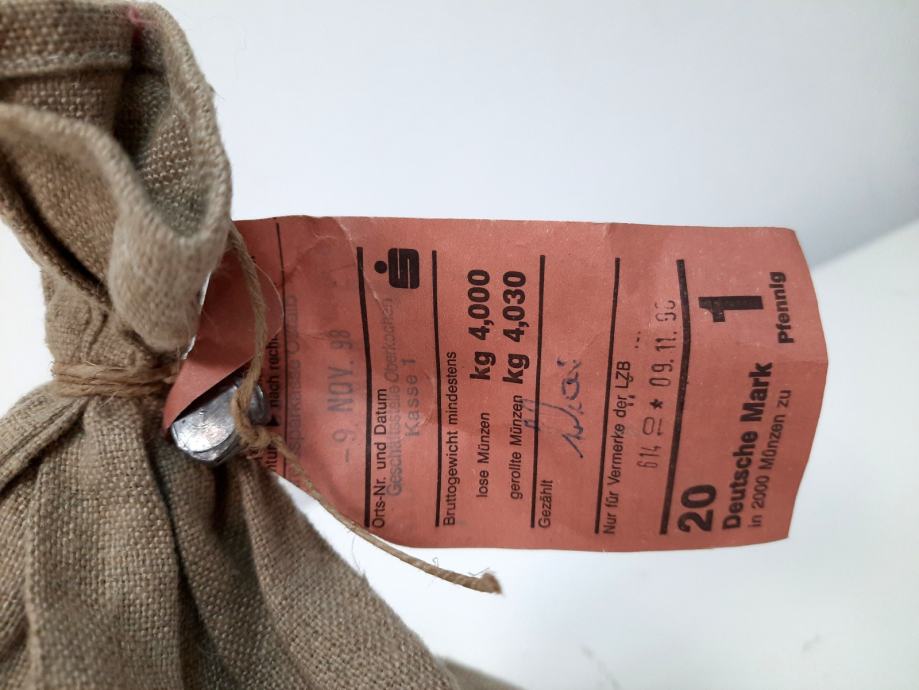 - 9. NOV. 98
Orts-Nr. und Datum
Geschäftsstelle Oberkochen
Kasse 1
Bruttogewicht mindestens
lose Münzen kg 4,000
gerollte Münzen kg 4,030
Gezählt
Nur für Vermerke der LZB
614 ★ 09. 11. 98
20
Deutsche Mark
in 2000 Münzen zu
1
Pfennig